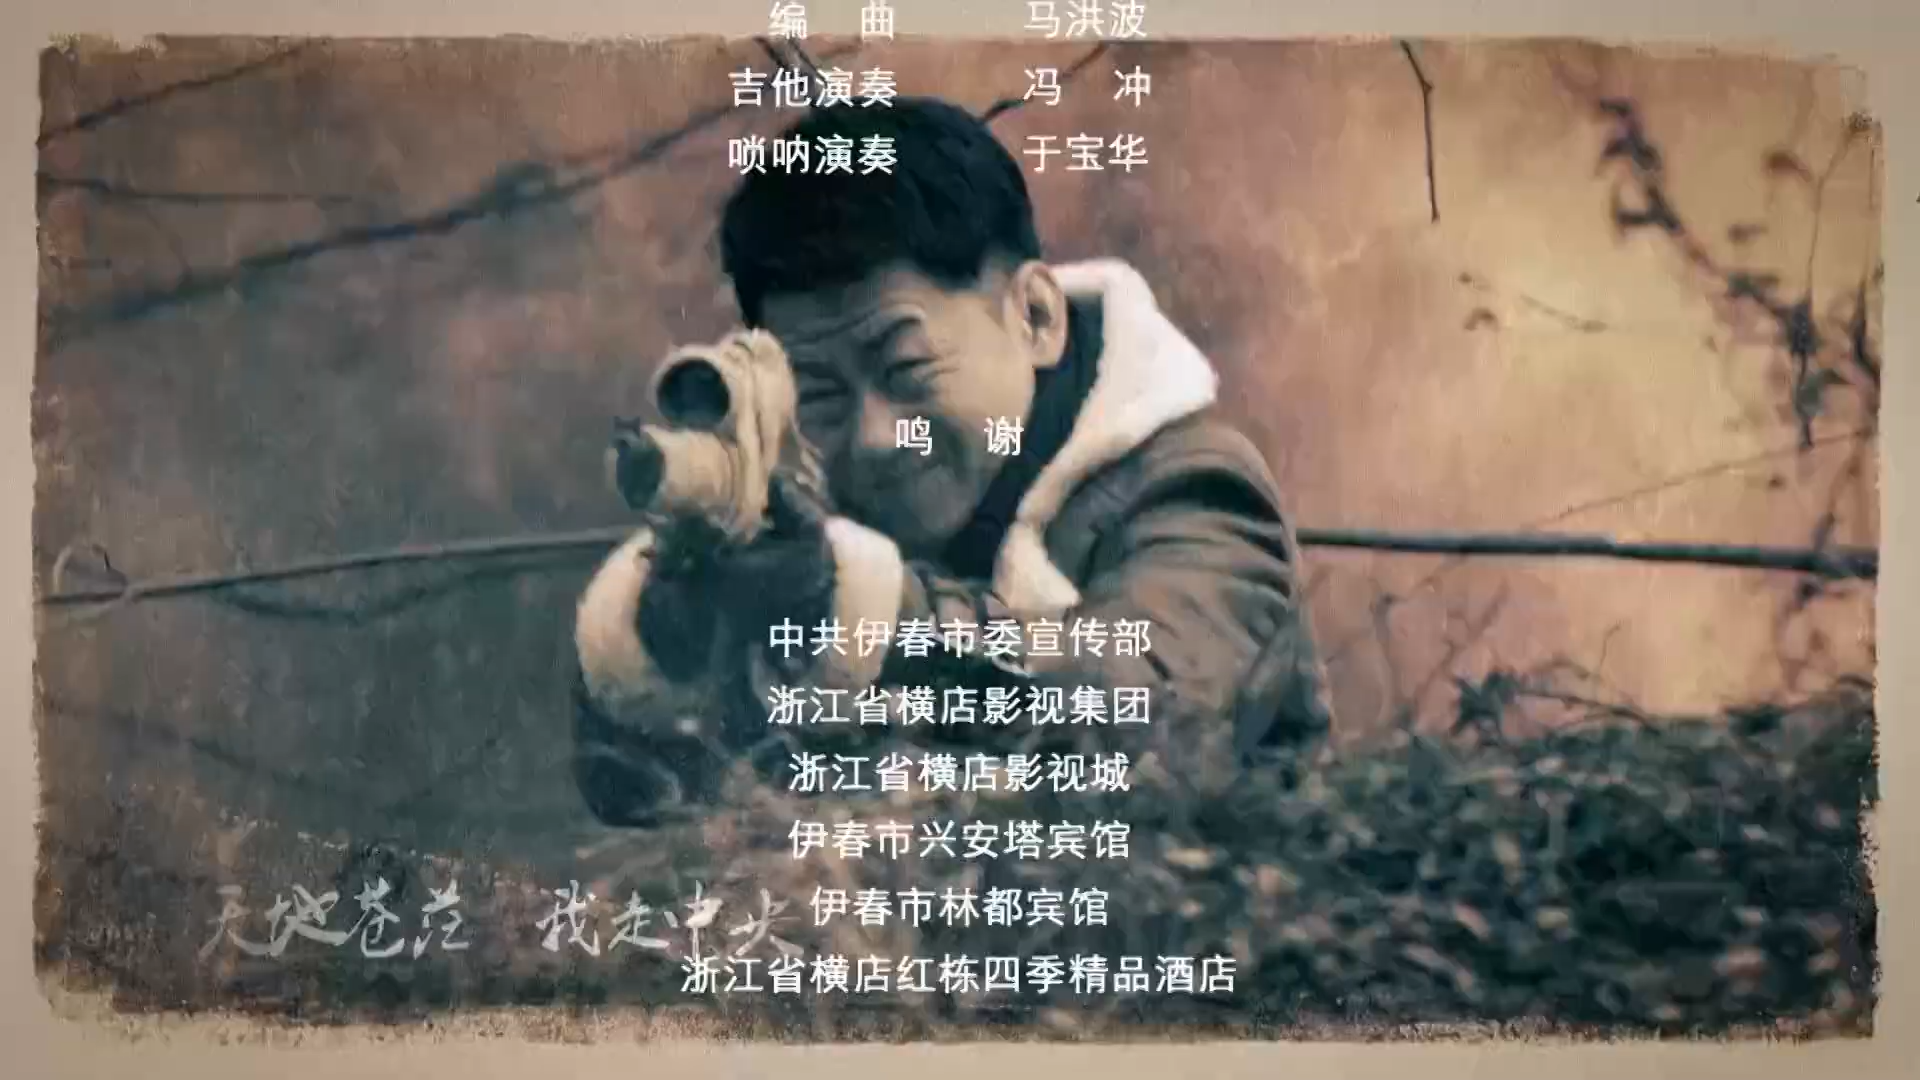 编 曲 马洪波
吉他演奏 冯 冲
唢呐演奏 于宝华
鸣 谢
中共伊春市委宣传部
浙江省横店影视集团
浙江省横店影视城
伊春市兴安塔宾馆
伊春市林都宾馆
天地苍茫 我走中央
浙江省横店红栋四季精品酒店